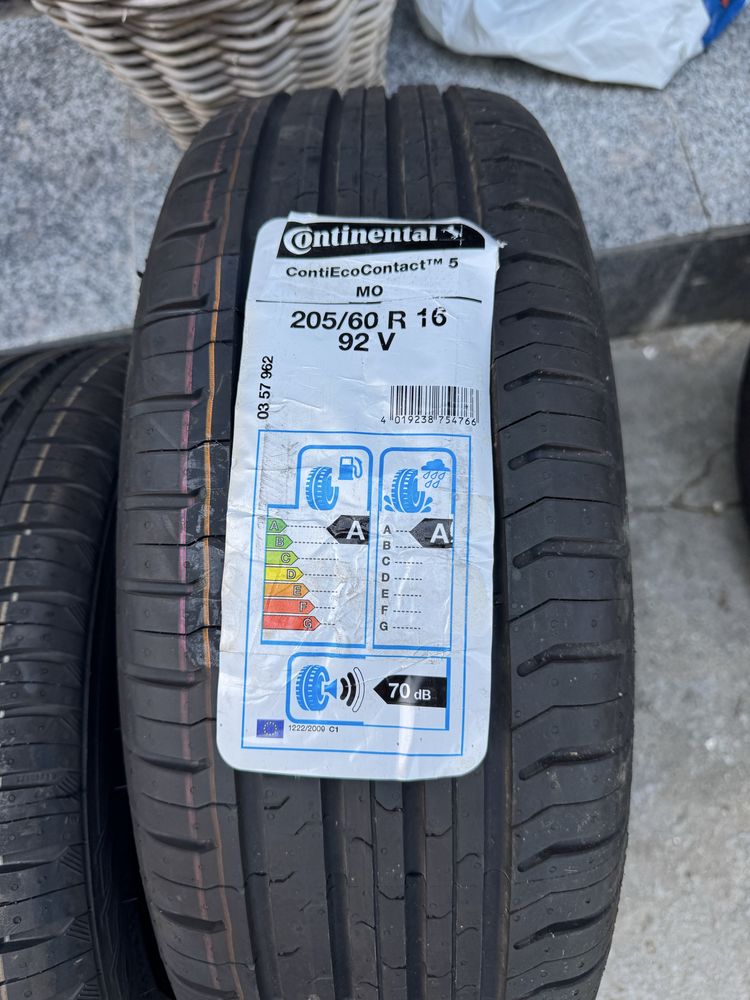 Continental
ContiEcoContact™ 5
MO
205/60 R 16
92 V
03 57 962
4 019238 754766
A
B
C
D
E
F
G
A
A
B
C
D
E
F
G
A
70 dB
1222/2009 C1